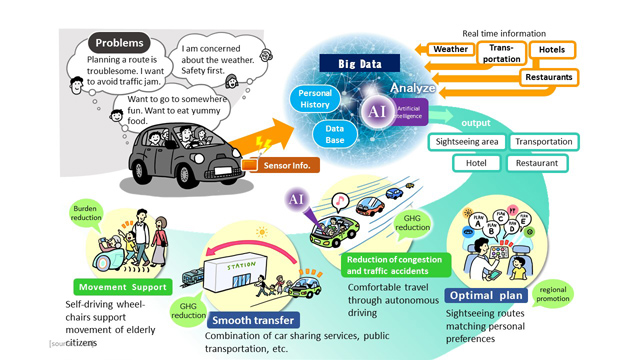 Problems
Planning a route is
troublesome. I want
to avoid traffic jam.
I am concerned
about the weather.
Safety first.
Want to go to somewhere
fun. Want to eat yummy
food.
Sensor Info.
Big Data
Personal
History
Data
Base
Analyze
AI
Artificial
intelligence
Real time information
Weather
Trans-
portation
Hotels
Restaurants
output
Sightseeing area
Transportation
Hotel
Restaurant
Burden
reduction
Movement Support
Self-driving wheel-
chairs support
movement of elderly
citizens
STATION
GHG
reduction
Smooth transfer
Combination of car sharing services, public
transportation, etc.
AI
GHG
reduction
Reduction of congestion
and traffic accidents
Comfortable travel
through autonomous
driving
PLAN
A
PLAN
B
PLAN
C
PLAN
D
PLAN
E
Optimal plan
regional
promotion
Sightseeing routes
matching personal
preferences